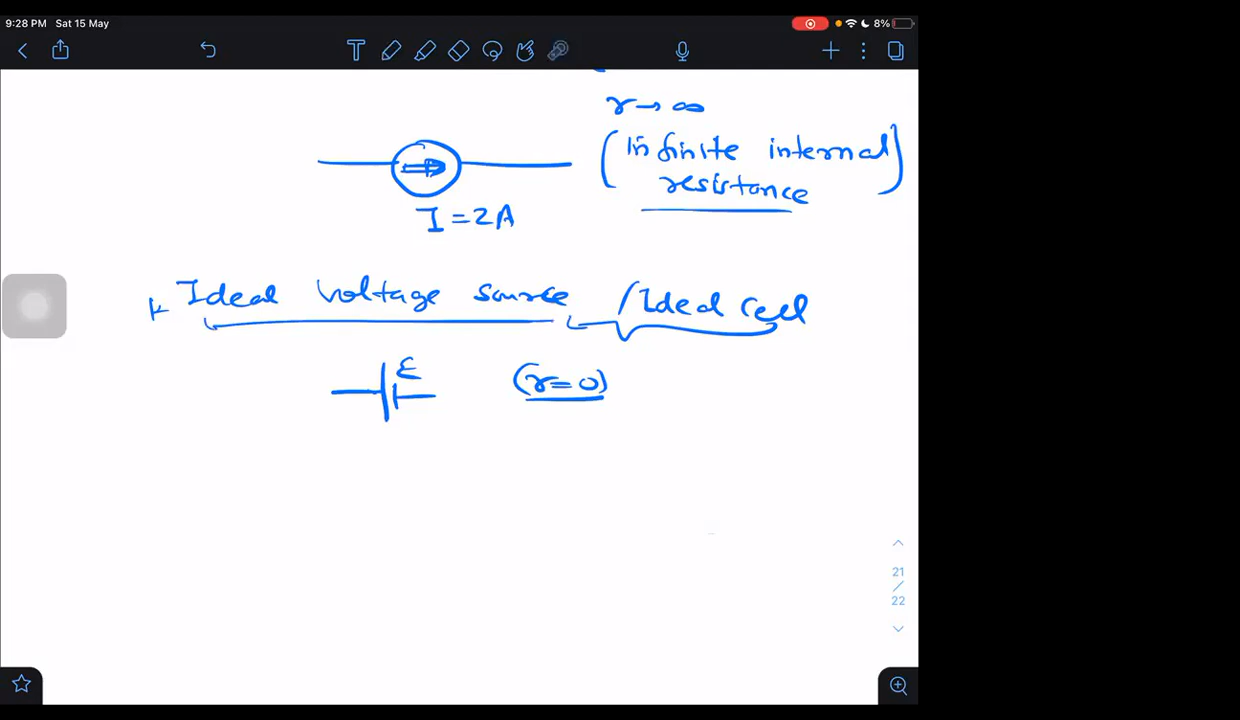 9:28 PM Sat 15 May
8%
r→ ∞
(Infinite internal
resistance)
I = 2A
Ideal voltage source /Ideal Cell
ε (r=0)
21
/
22